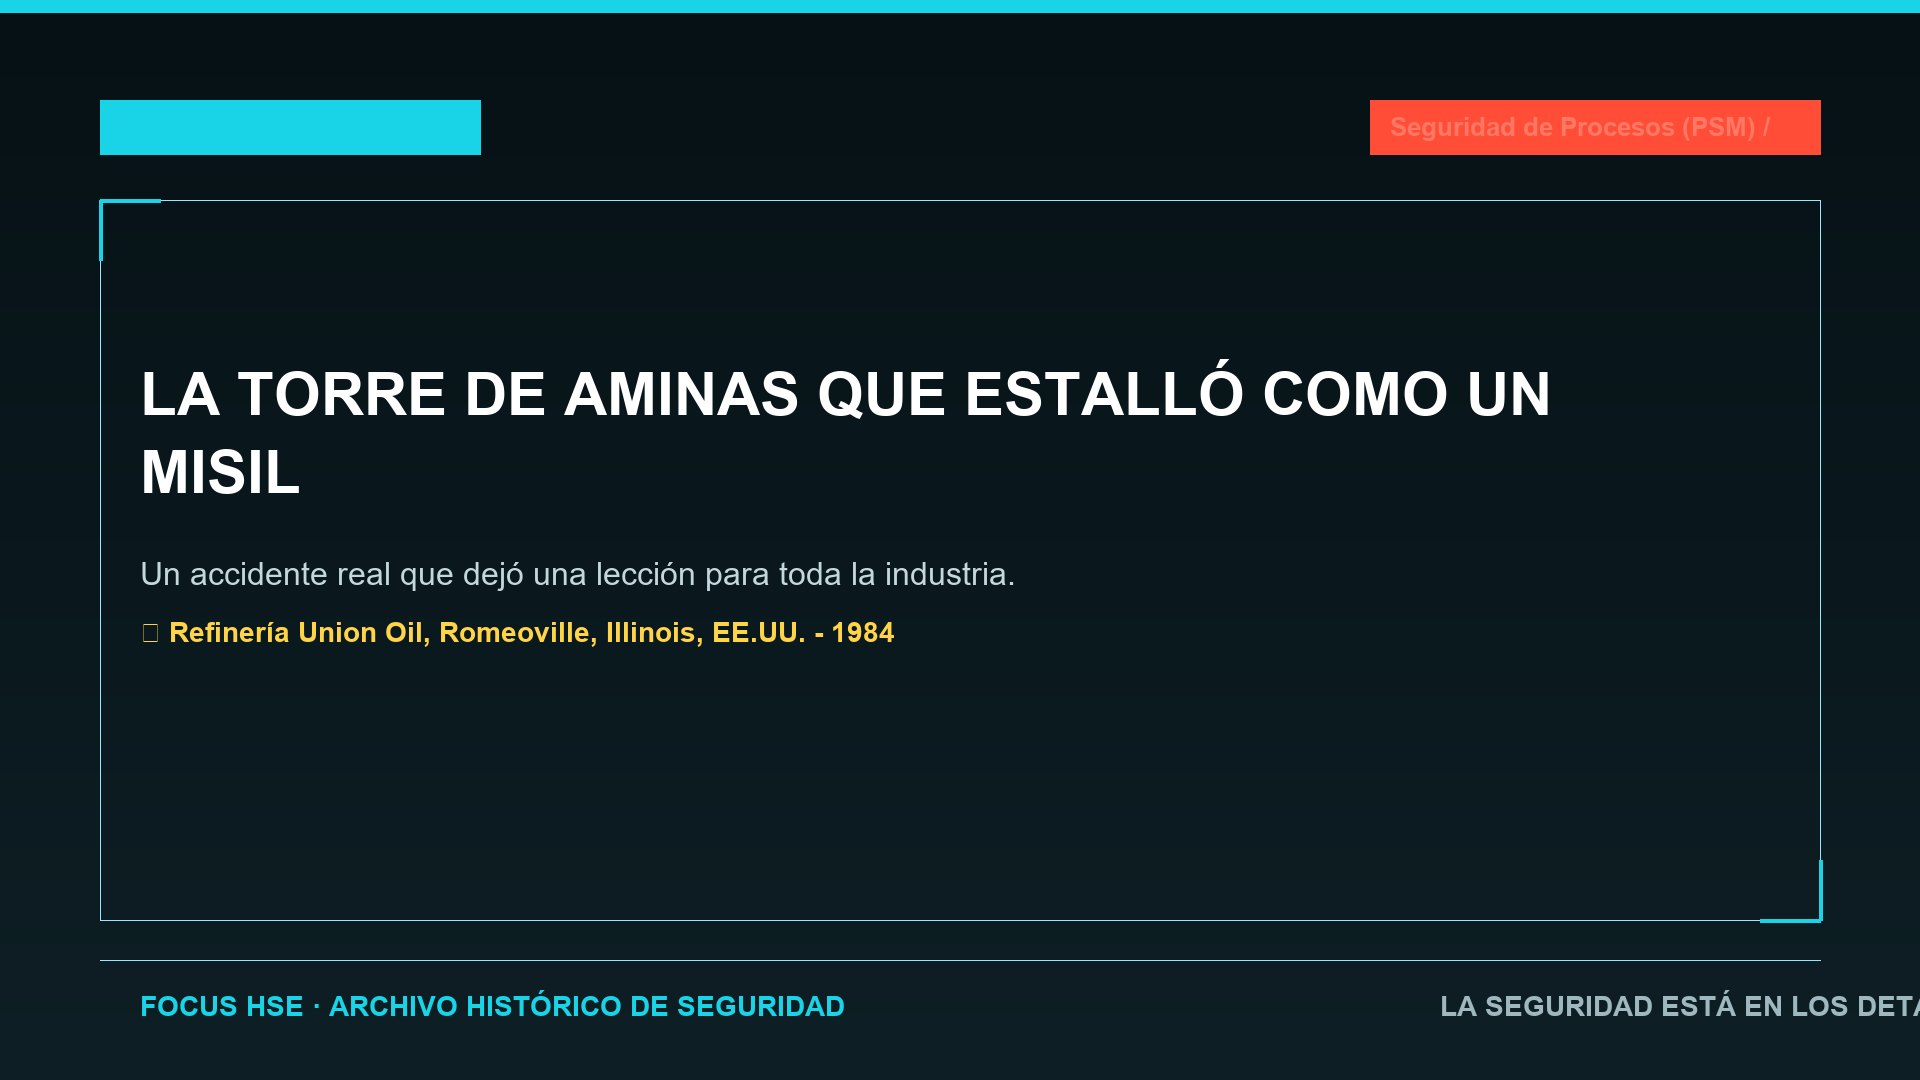 Seguridad de Procesos (PSM) /
LA TORRE DE AMINAS QUE ESTALLÓ COMO UN
MISIL
Un accidente real que dejó una lección para toda la industria.
Refinería Union Oil, Romeoville, Illinois, EE.UU. - 1984
FOCUS HSE · ARCHIVO HISTÓRICO DE SEGURIDAD
LA SEGURIDAD ESTÁ EN LOS